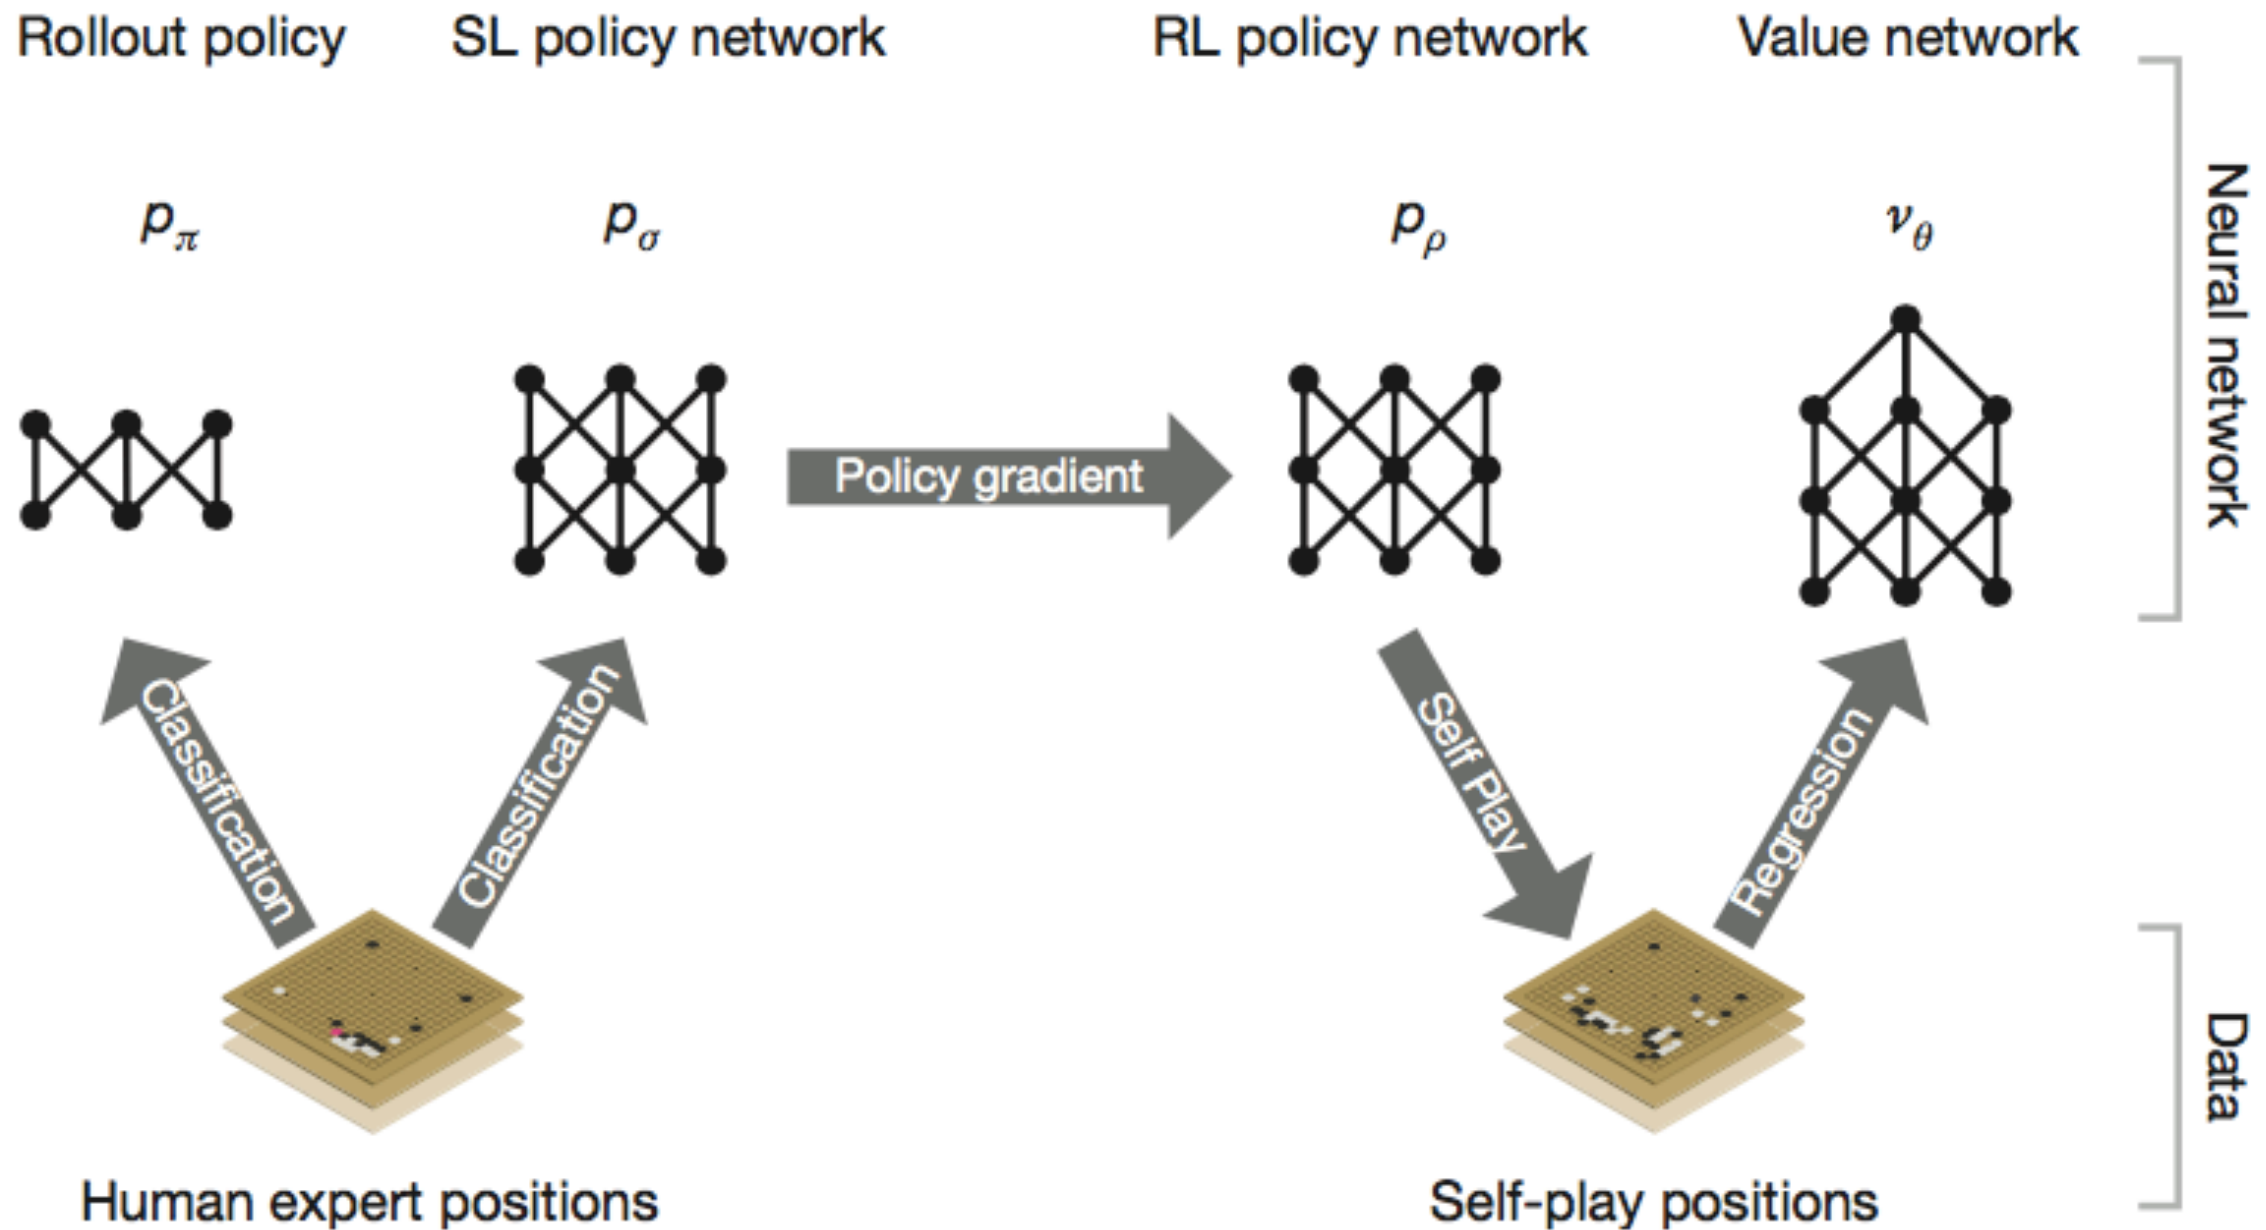 Rollout policy
SL policy network
RL policy network
Value network
pπ
pσ
pρ
νθ
Neural network
Policy gradient
Classification
Classification
Self Play
Regression
Data
Human expert positions
Self-play positions